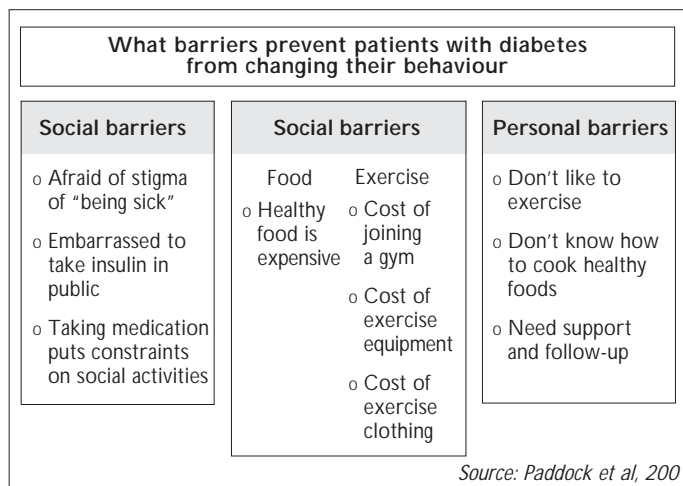 What barriers prevent patients with diabetes
from changing their behaviour
Social barriers
o Afraid of stigma
of "being sick"
o Embarrassed to
take insulin in
public
o Taking medication
puts constraints
on social activities
Social barriers
Food
o Healthy
food is
expensive
Exercise
o Cost of
joining
a gym
o Cost of
exercise
equipment
o Cost of
exercise
clothing
Personal barriers
o Don't like to
exercise
o Don't know how
to cook healthy
foods
o Need support
and follow-up
Source: Paddock et al, 200